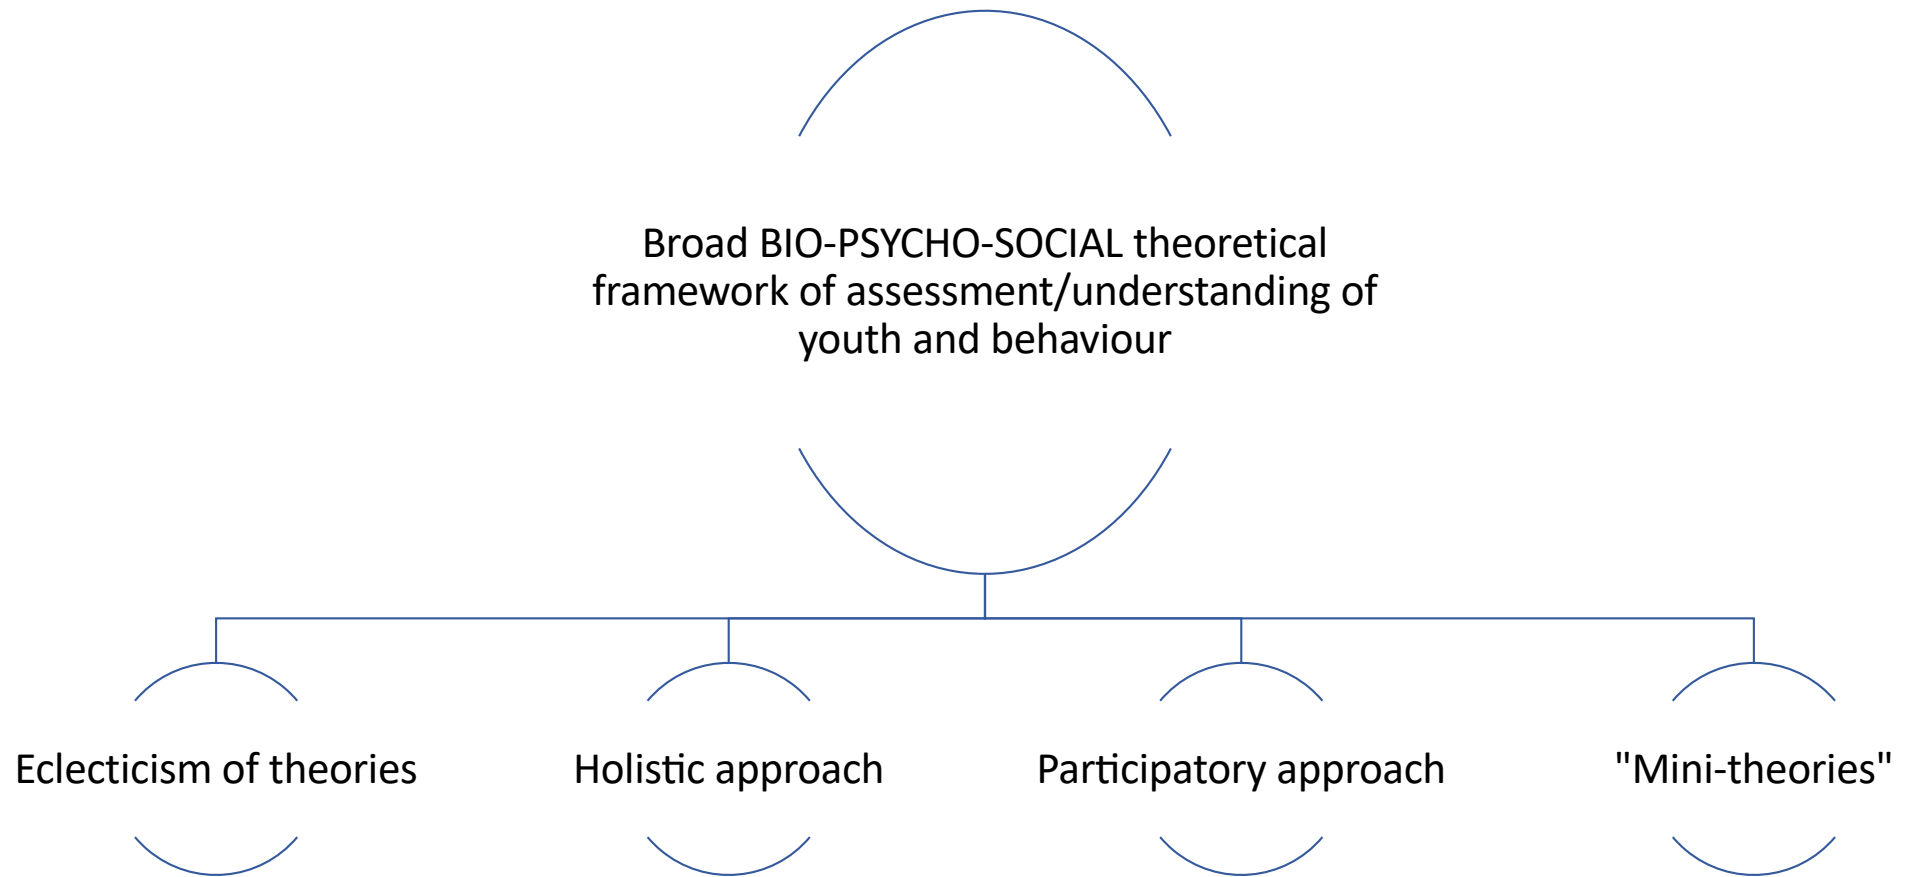 Broad BIO-PSYCHO-SOCIAL theoretical
framework of assessment/understanding of
youth and behaviour
Eclecticism of theories
Holistic approach
Participatory approach
"Mini-theories"